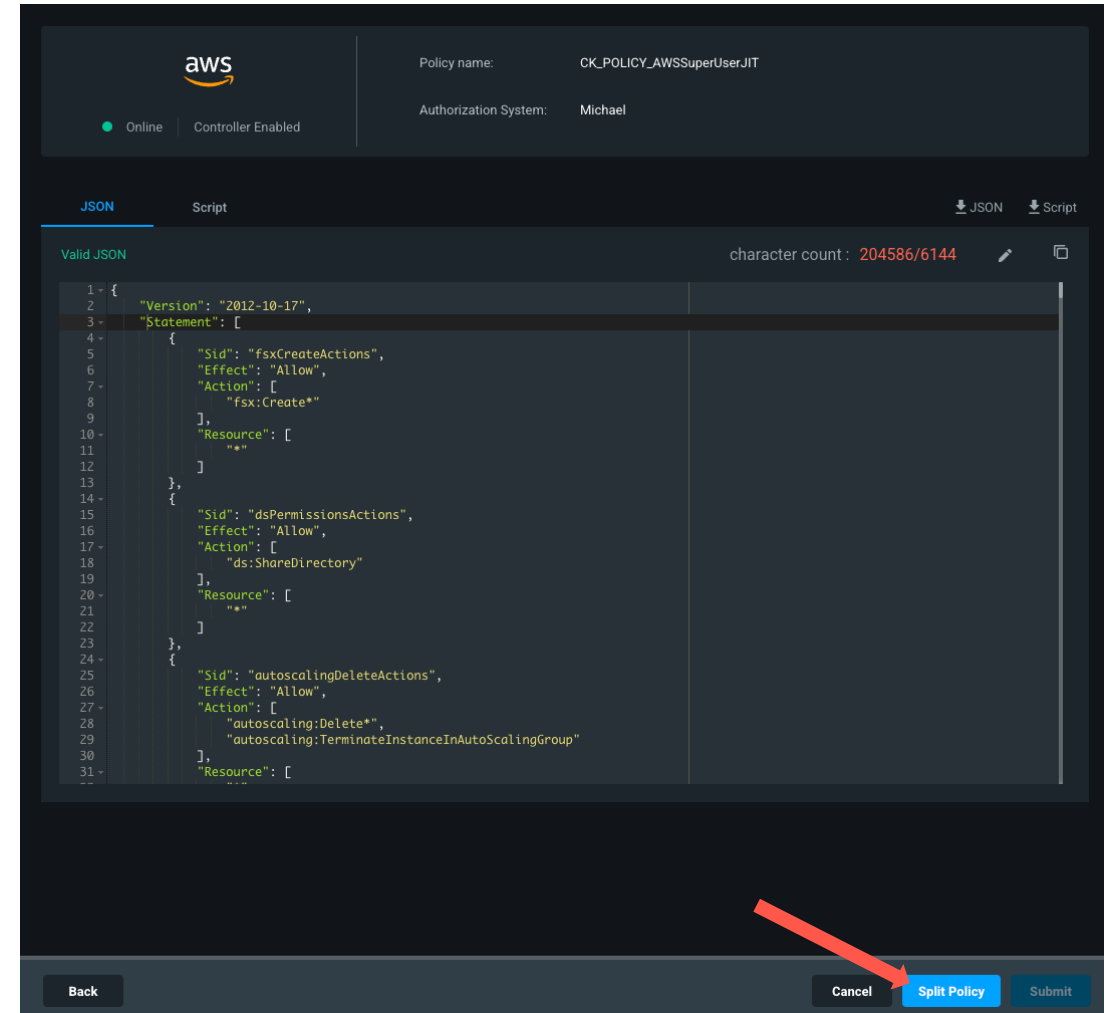 aws
Online
Controller Enabled
Policy name:
CK_POLICY_AWSSuperUserJIT
Authorization System:
Michael
JSON
Script
JSON
Script
Valid JSON
character count : 204586/6144
1 {
2 "Version": "2012-10-17",
3 "Statement": [
4 {
5 "Sid": "fsxCreateActions",
6 "Effect": "Allow",
7 "Action": [
8 "fsx:Create*"
9 ],
10 "Resource": [
11 "*"
12 ]
13 },
14 {
15 "Sid": "dsPermissionsActions",
16 "Effect": "Allow",
17 "Action": [
18 "ds:ShareDirectory"
19 ],
20 "Resource": [
21 "*"
22 ]
23 },
24 {
25 "Sid": "autoscalingDeleteActions",
26 "Effect": "Allow",
27 "Action": [
28 "autoscaling:Delete*",
29 "autoscaling:TerminateInstanceInAutoScalingGroup"
30 ],
31 "Resource": [
Back
Cancel
Split Policy
Submit